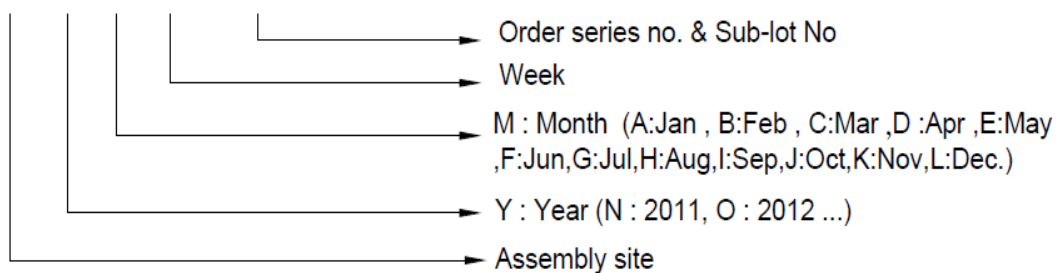 Order series no. & Sub-lot No
Week
M : Month (A:Jan , B:Feb , C:Mar ,D :Apr ,E:May
,F:Jun,G:Jul,H:Aug,I:Sep,J:Oct,K:Nov,L:Dec.)
Y : Year (N : 2011, O : 2012 ...)
Assembly site